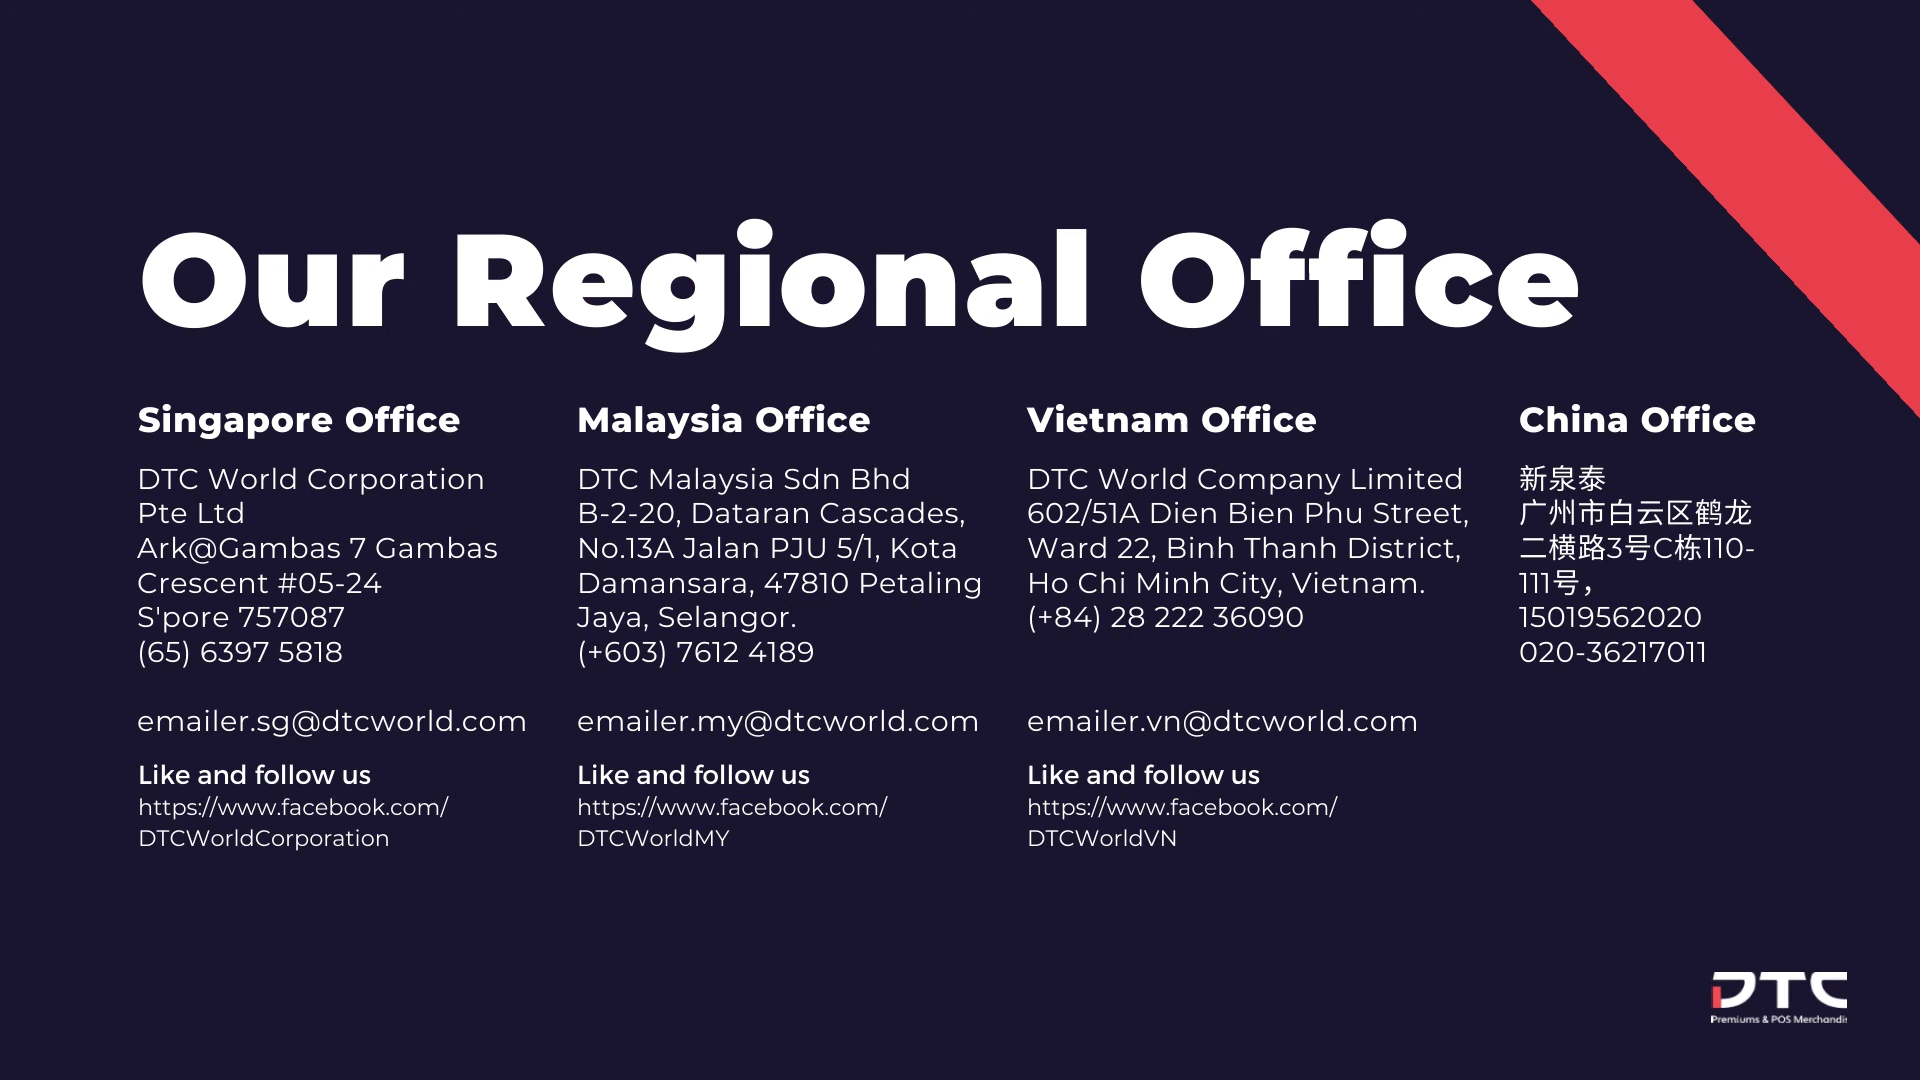 Our Regional Office
Singapore Office
DTC World Corporation
Pte Ltd
Ark@Gambas 7 Gambas
Crescent #05-24
S'pore 757087
(65) 6397 5818
emailer.sg@dtcworld.com
Like and follow us
https://www.facebook.com/
DTCWorldCorporation
Malaysia Office
DTC Malaysia Sdn Bhd
B-2-20, Dataran Cascades,
No.13A Jalan PJU 5/1, Kota
Damansara, 47810 Petaling
Jaya, Selangor.
(+603) 7612 4189
emailer.my@dtcworld.com
Like and follow us
https://www.facebook.com/
DTCWorldMY
Vietnam Office
DTC World Company Limited
602/51A Dien Bien Phu Street,
Ward 22, Binh Thanh District,
Ho Chi Minh City, Vietnam.
(+84) 28 222 36090
emailer.vn@dtcworld.com
Like and follow us
https://www.facebook.com/
DTCWorldVN
China Office
新泉泰
广州市白云区鹤龙
二横路3号C栋110-
111号，
15019562020
020-36217011
DTC
Premiums & POS Merchandi